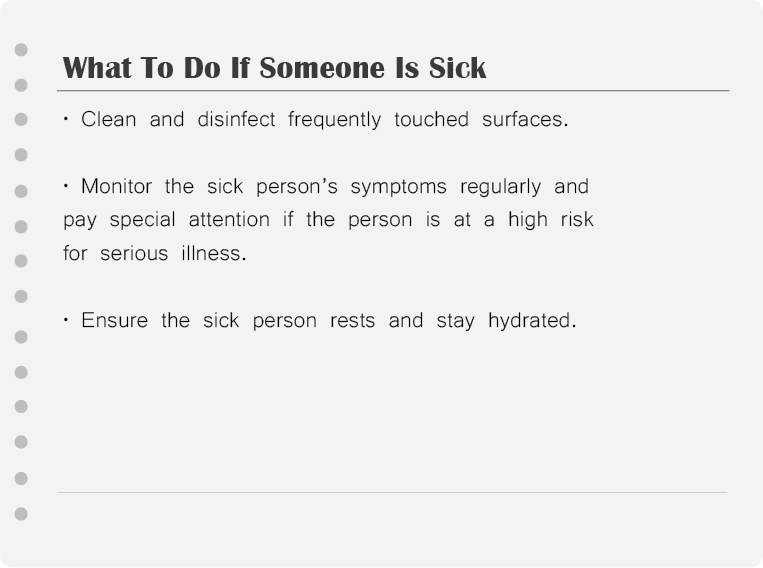 What To Do If Someone Is Sick
· Clean and disinfect frequently touched surfaces.
· Monitor the sick person’s symptoms regularly and
pay special attention if the person is at a high risk
for serious illness.
· Ensure the sick person rests and stay hydrated.